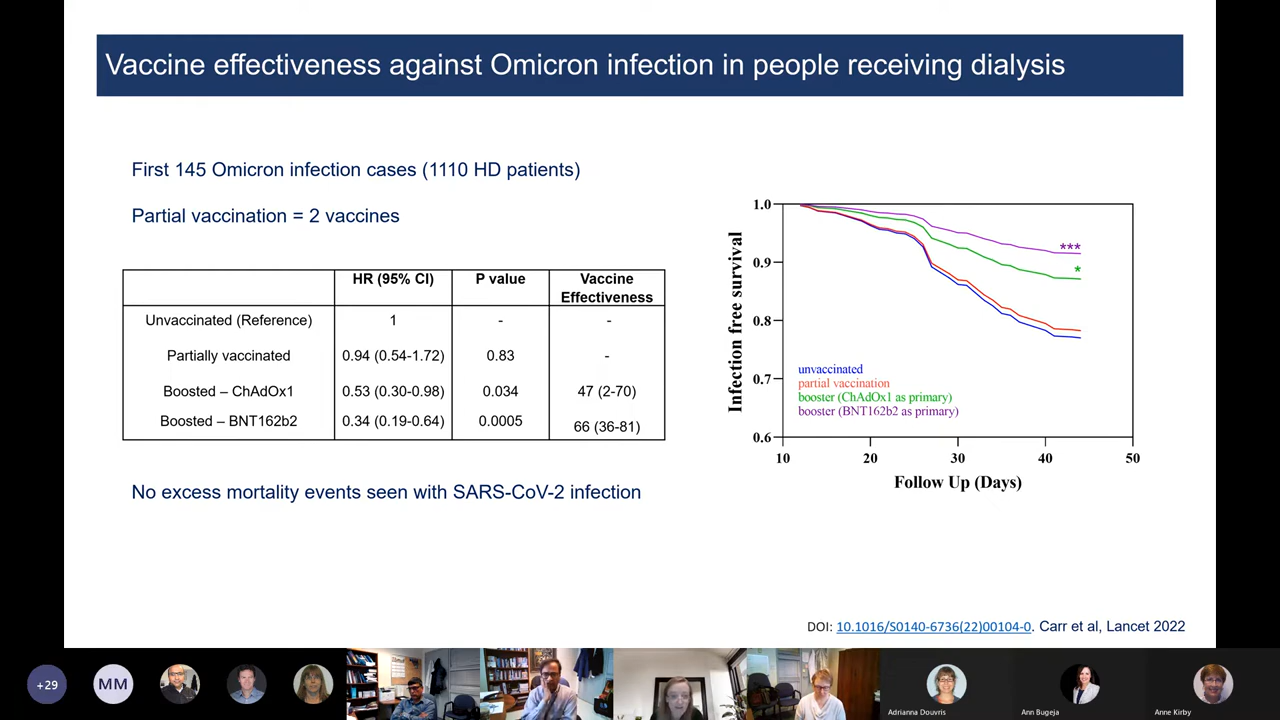 Vaccine effectiveness against Omicron infection in people receiving dialysis
First 145 Omicron infection cases (1110 HD patients)
Partial vaccination = 2 vaccines
HR (95% CI) P value Vaccine
Effectiveness
Unvaccinated (Reference) 1 - -
Partially vaccinated 0.94 (0.54-1.72) 0.83 -
Boosted – ChAdOx1 0.53 (0.30-0.98) 0.034 47 (2-70)
Boosted – BNT162b2 0.34 (0.19-0.64) 0.0005 66 (36-81)
No excess mortality events seen with SARS-CoV-2 infection
Infection free survival
1.0
0.9
0.8
0.7
0.6
***
*
unvaccinated
partial vaccination
booster (ChAdOx1 as primary)
booster (BNT162b2 as primary)
10 20 30 40 50
Follow Up (Days)
DOI: 10.1016/S0140-6736(22)00104-0. Carr et al, Lancet 2022
+29 MM
Adrianna Douvris Ann Bugeja Anne Kirby